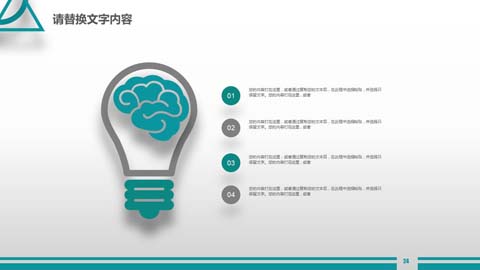 请替换文字内容
01
您的内容打在这里，或者通过复制您的文本后，在此框中选择粘贴，并选择只
保留文字。您的内容打在这里，或者
02
您的内容打在这里，或者通过复制您的文本后，在此框中选择粘贴，并选择只
保留文字。您的内容打在这里，或者
03
您的内容打在这里，或者通过复制您的文本后，在此框中选择粘贴，并选择只
保留文字。您的内容打在这里，或者
04
您的内容打在这里，或者通过复制您的文本后，在此框中选择粘贴，并选择只
保留文字。您的内容打在这里，或者